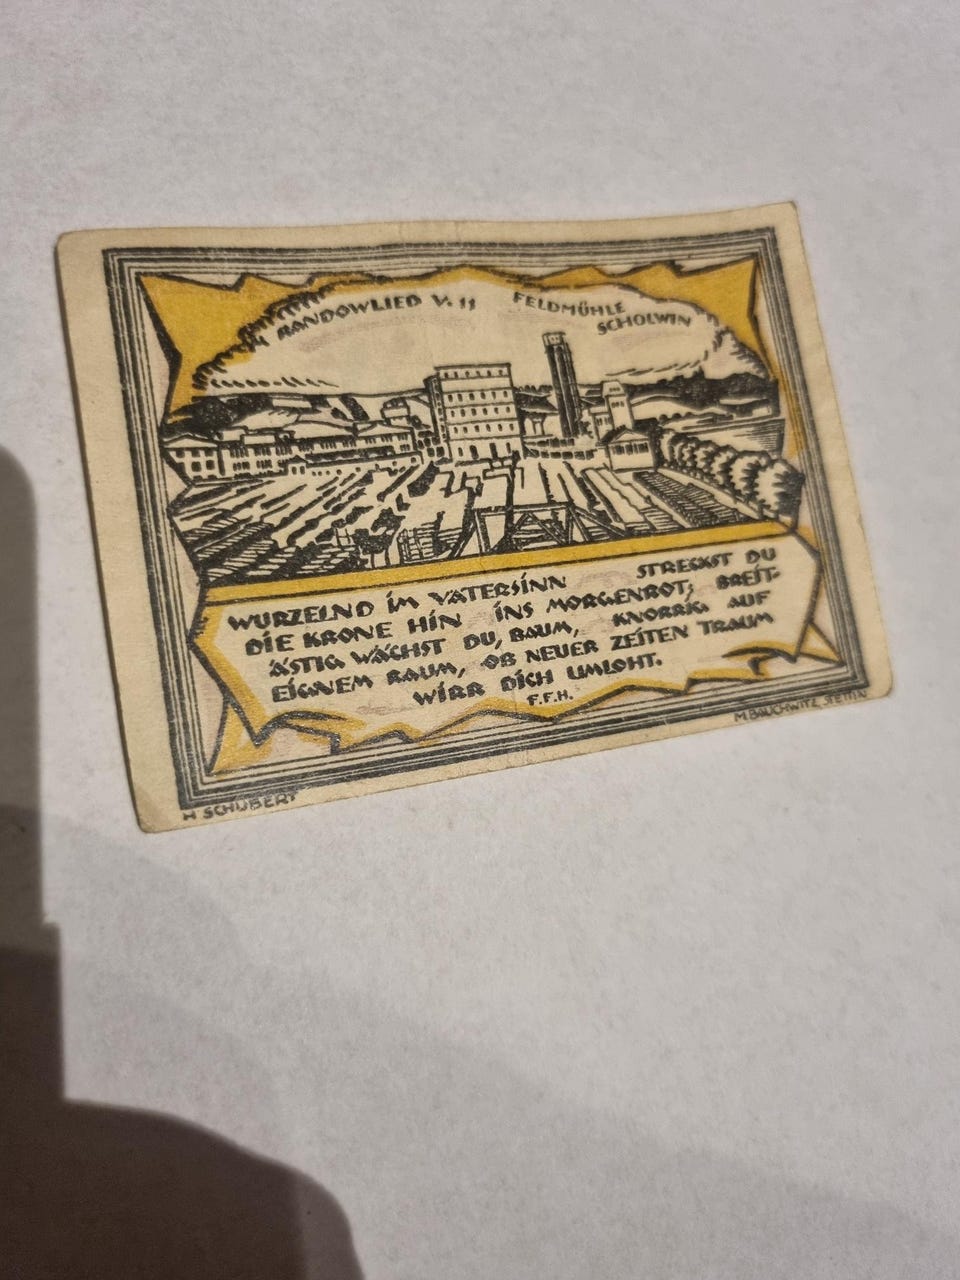 RANDOWLIED V. 11 FELDMÜHLE
SCHOLWIN
WURZELND IM VÄTERSINN STRECKST DU
DIE KRONE HIN INS MORGENROT; BREIT-
ÄSTIG WÄCHST DU, BAUM, KNORRIG AUF
EIGNEM RAUM, OB NEUER ZEITEN TRAUM
WIRR DICH UMLOHT.
F.F.H.
H SCHUBERT
M. BAUCHWITZ, STETTIN